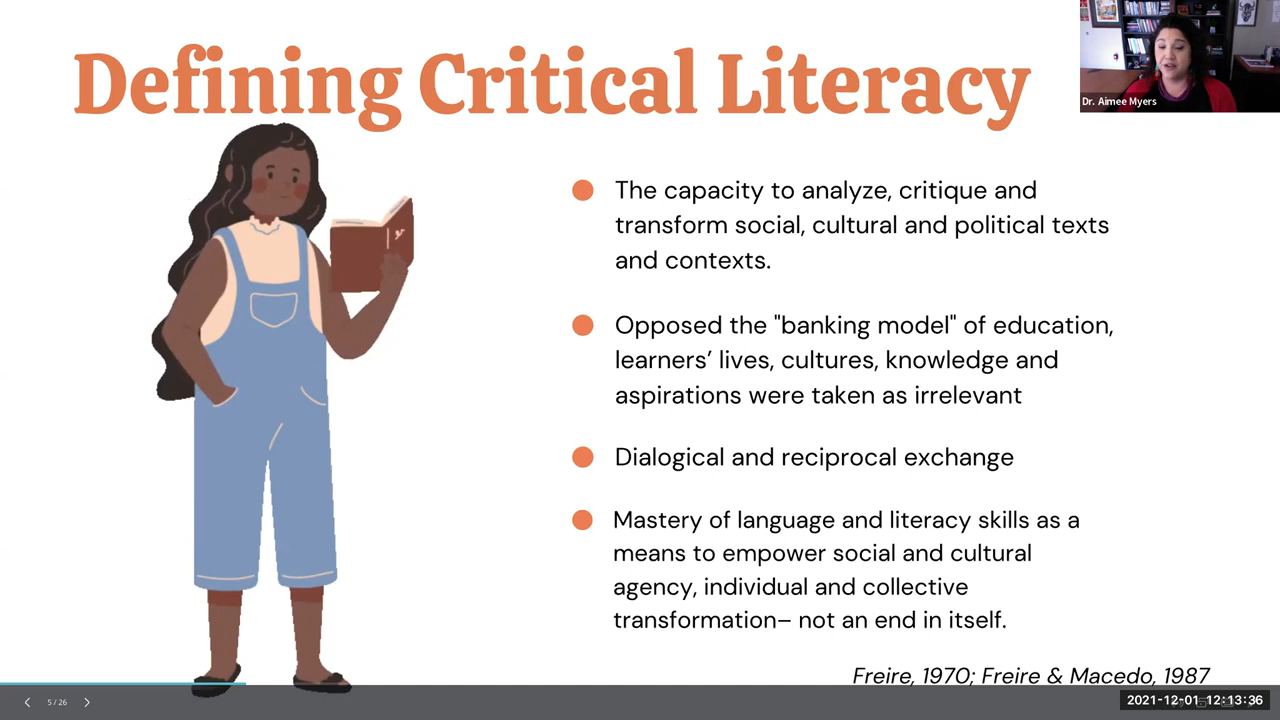 Defining Critical Literacy
Dr. Aimee Myers
The capacity to analyze, critique and
transform social, cultural and political texts
and contexts.
Opposed the "banking model" of education,
learners’ lives, cultures, knowledge and
aspirations were taken as irrelevant
Dialogical and reciprocal exchange
Mastery of language and literacy skills as a
means to empower social and cultural
agency, individual and collective
transformation– not an end in itself.
Freire, 1970; Freire & Macedo, 1987
5 / 26
2021-12-01 12:13:36